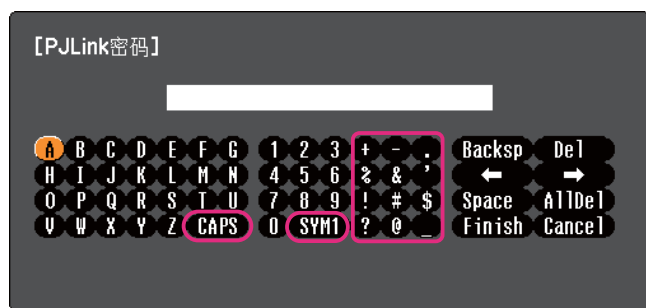 [PJLink密码]
A B C D E F G 1 2 3 + - . Backsp Del
H I J K L M N 4 5 6 % & ’ ← →
O P Q R S T U 7 8 9 ! # $ Space AllDel
V W X Y Z CAPS 0 SYM1 ? @ _ Finish Cancel